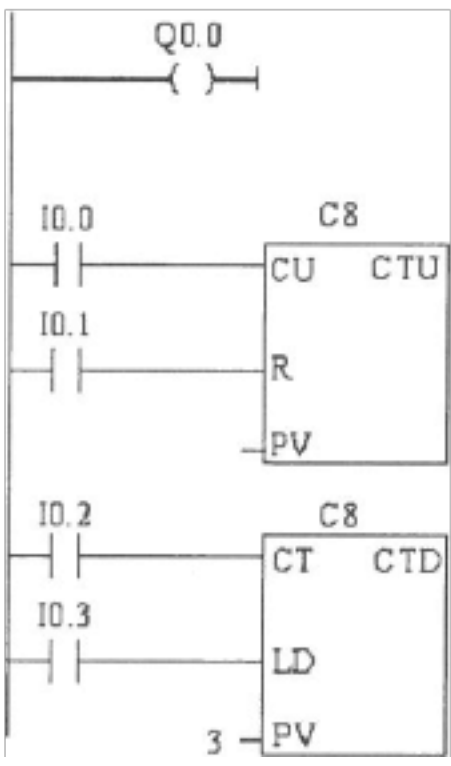 Q0.0
I0.0
C8
CU CTU
I0.1
R
PV
I0.2
C8
CT CTD
I0.3
LD
3 PV